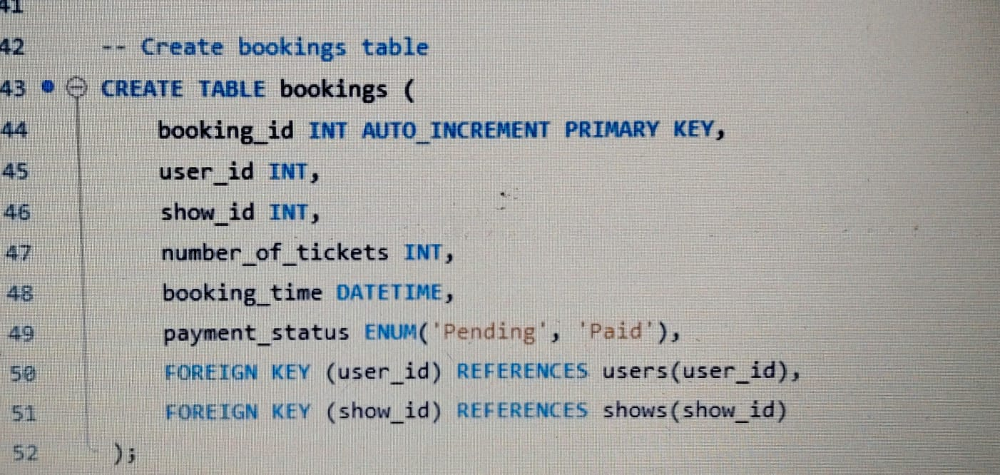 41
42 -- Create bookings table
43 CREATE TABLE bookings (
44 booking_id INT AUTO_INCREMENT PRIMARY KEY,
45 user_id INT,
46 show_id INT,
47 number_of_tickets INT,
48 booking_time DATETIME,
49 payment_status ENUM('Pending', 'Paid'),
50 FOREIGN KEY (user_id) REFERENCES users(user_id),
51 FOREIGN KEY (show_id) REFERENCES shows(show_id)
52 );